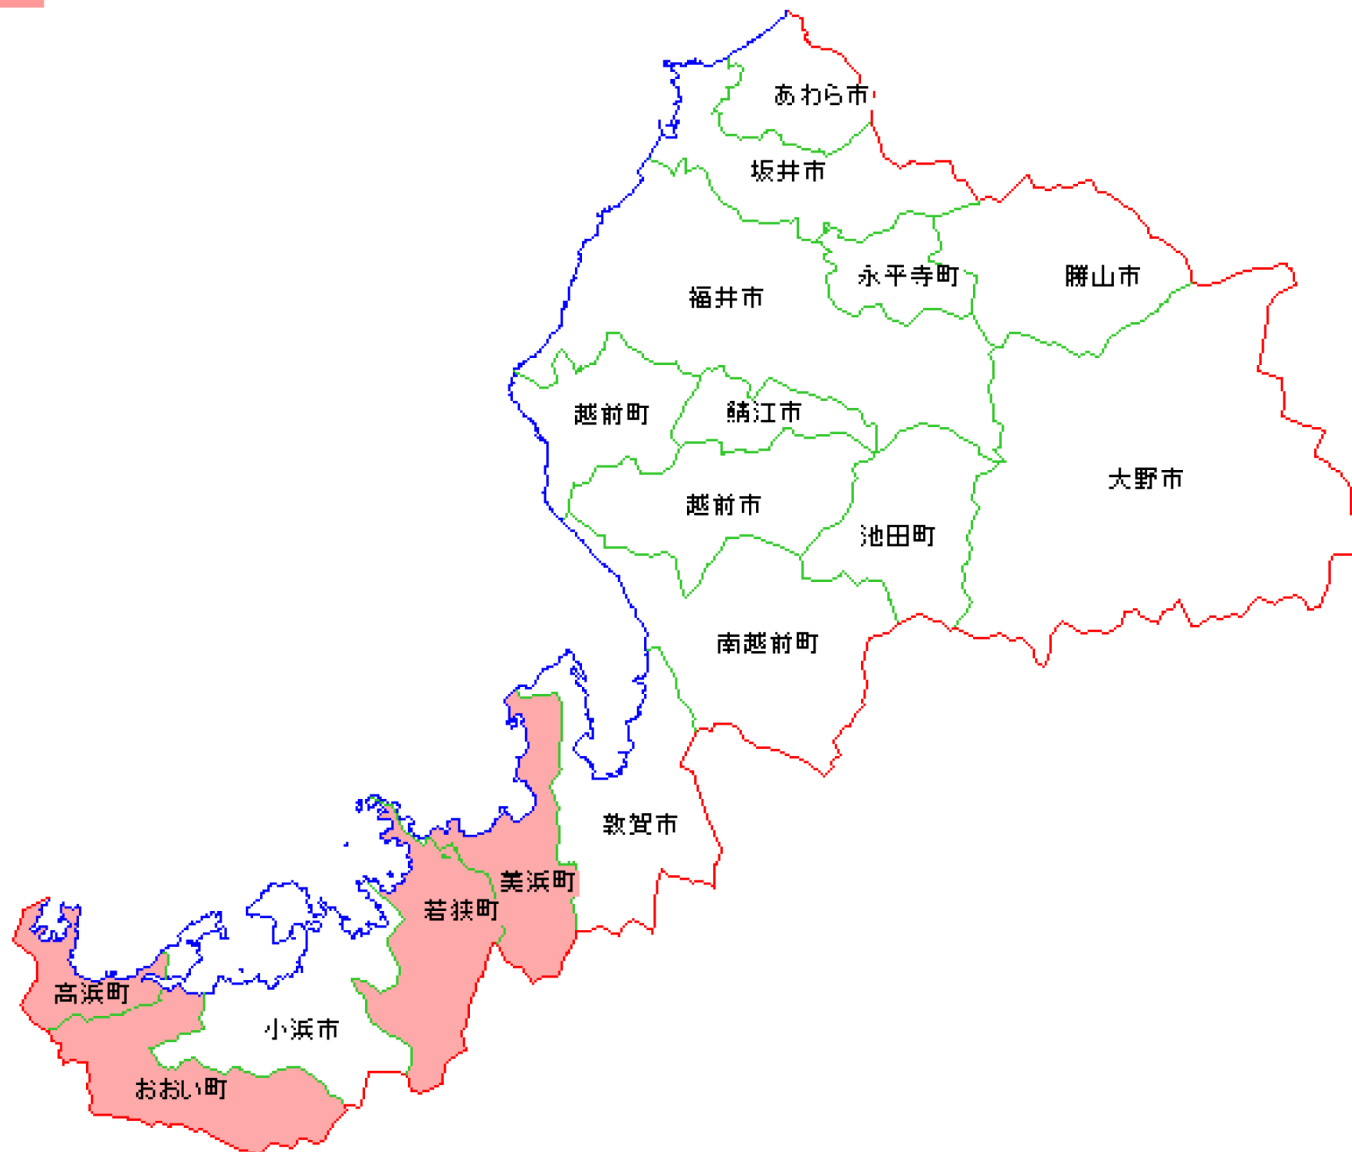 あわら市
坂井市
永平寺町
勝山市
福井市
越前町
鯖江市
大野市
越前市
池田町
南越前町
敦賀市
美浜町
若狭町
高浜町
小浜市
おおい町